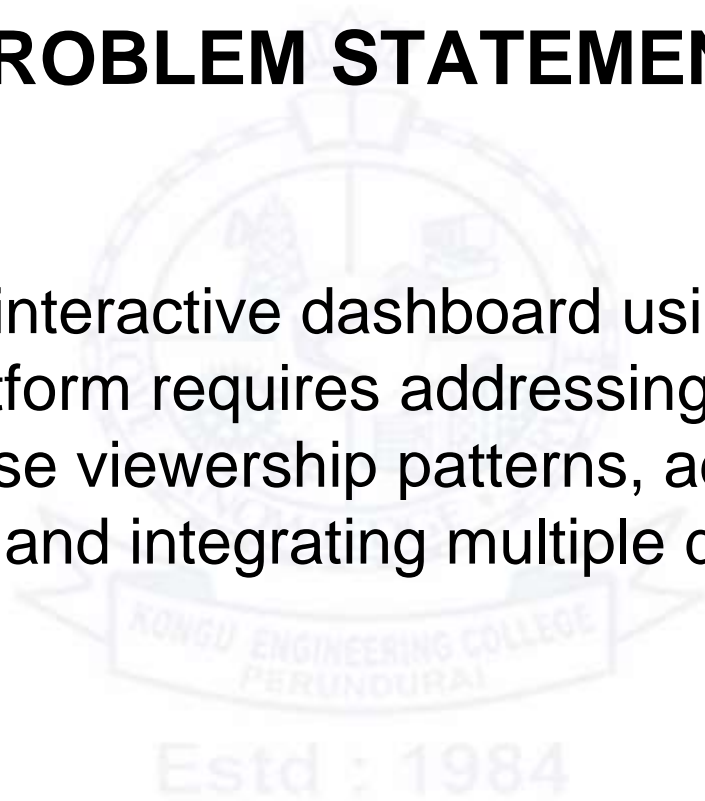 ROBLEM STATEMEN
interactive dashboard usi
tform requires addressing
se viewership patterns, a
and integrating multiple
KONGU ENGINEERING COLLEGE
PERUNDURAI
Estd : 1984